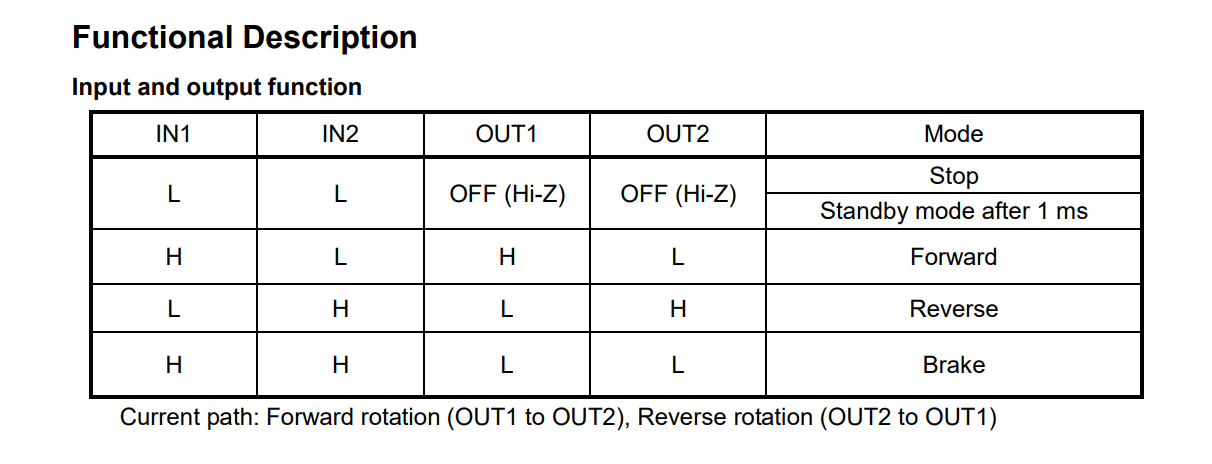 Functional Description
Input and output function
IN1 IN2 OUT1 OUT2 Mode
L L OFF (Hi-Z) OFF (Hi-Z) Stop
Standby mode after 1 ms
H L H L Forward
L H L H Reverse
H H L L Brake
Current path: Forward rotation (OUT1 to OUT2), Reverse rotation (OUT2 to OUT1)